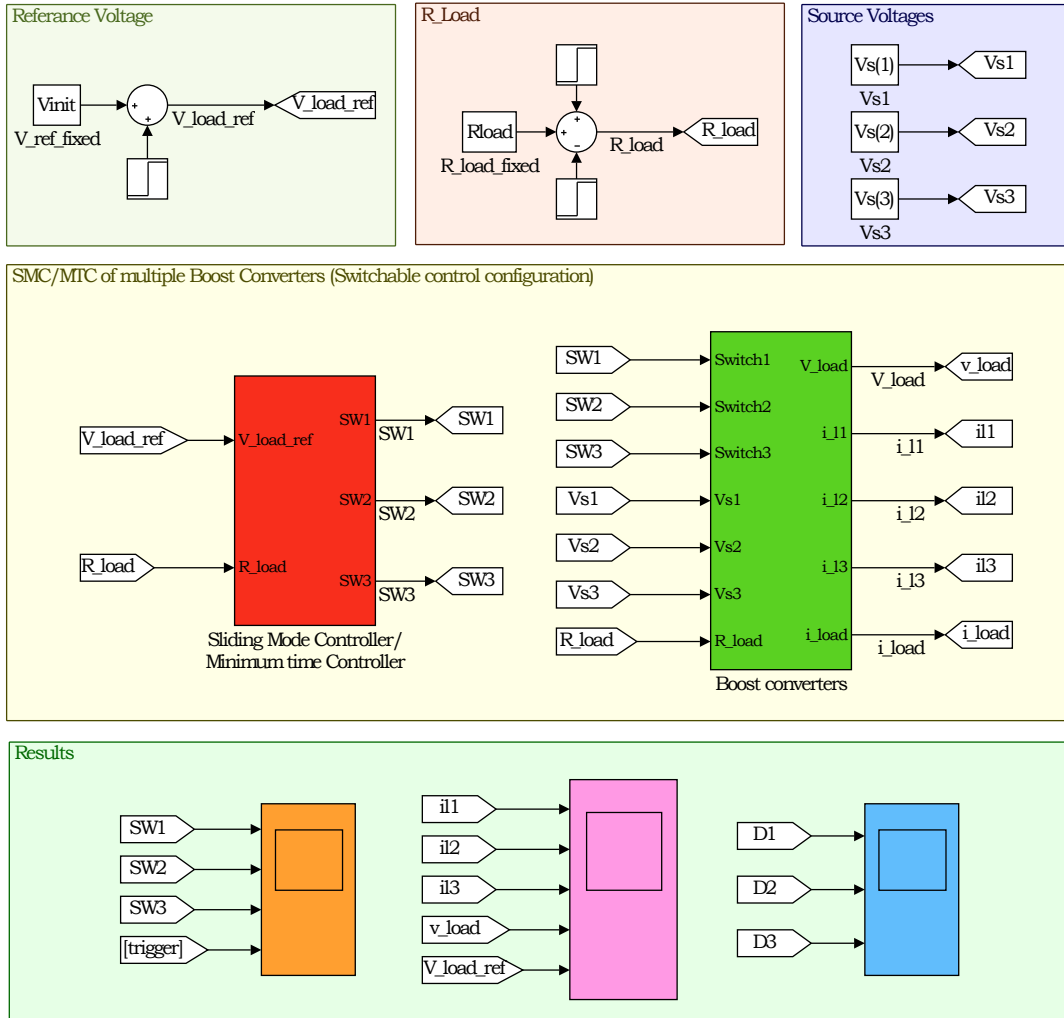 Referance Voltage
Vinit
V_ref_fixed
+
+
V_load_ref
V_load_ref
R_Load
Rload
R_load_fixed
+
+
−
R_load
R_load
Source Voltages
Vs(1)
Vs1
Vs1
Vs(2)
Vs2
Vs2
Vs(3)
Vs3
Vs3
SMC/MTC of multiple Boost Converters (Switchable control configuration)
V_load_ref
R_load
V_load_ref
R_load
SW1
SW2
SW3
SW1
SW2
SW3
SW1
SW2
SW3
Sliding Mode Controller/
Minimum time Controller
SW1
SW2
SW3
Vs1
Vs2
Vs3
R_load
Switch1
Switch2
Switch3
Vs1
Vs2
Vs3
R_load
V_load
i_l1
i_l2
i_l3
i_load
V_load
i_l1
i_l2
i_l3
i_load
v_load
il1
il2
il3
i_load
Boost converters
Results
SW1
SW2
SW3
[trigger]
il1
il2
il3
v_load
V_load_ref
D1
D2
D3